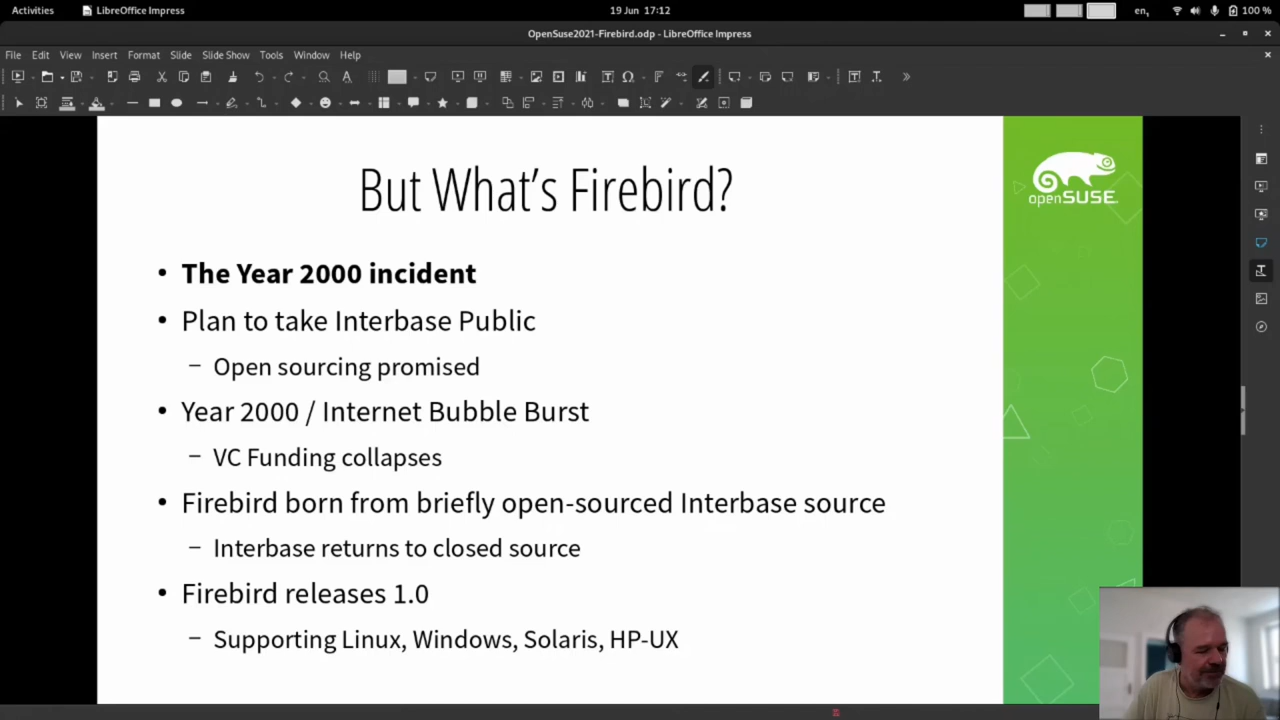 Activities
LibreOffice Impress
19 Jun 17:12
en,
100 %
OpenSuse2021-Firebird.odp - LibreOffice Impress
File Edit View Insert Format Slide Slide Show Tools Window Help
But What's Firebird?
openSUSE
• The Year 2000 incident
• Plan to take Interbase Public
– Open sourcing promised
• Year 2000 / Internet Bubble Burst
– VC Funding collapses
• Firebird born from briefly open-sourced Interbase source
– Interbase returns to closed source
• Firebird releases 1.0
– Supporting Linux, Windows, Solaris, HP-UX